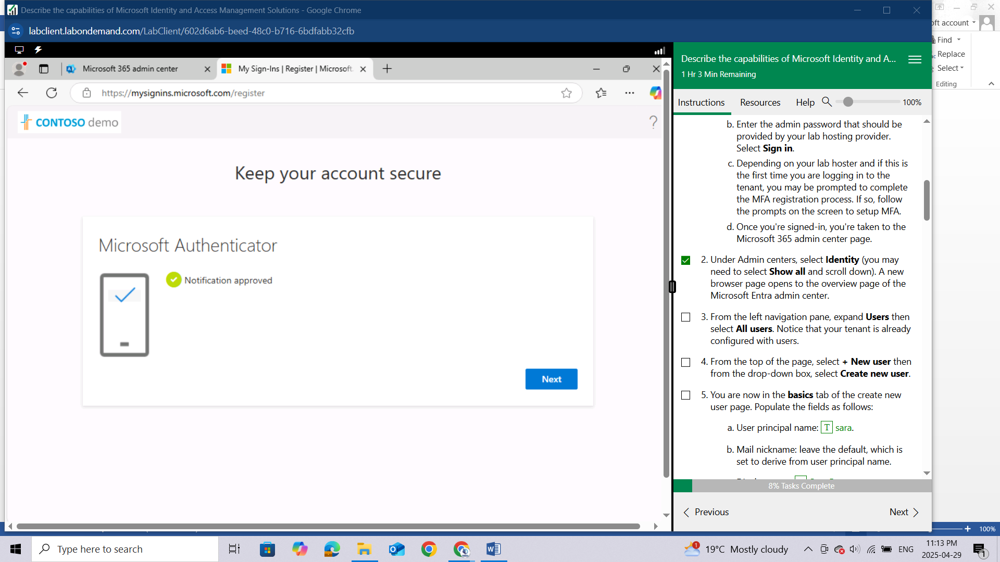 Describe the capabilities of Microsoft Identity and Access Management Solutions - Google Chrome
labclient.labondemand.com/LabClient/602d6ab6-beed-48c0-b716-6bdfabb32cfb
Microsoft 365 admin center
My Sign-Ins | Register | Microsoft.
https://mysignins.microsoft.com/register
CONTOSO demo
?
Keep your account secure
Microsoft Authenticator
Notification approved
Next
Describe the capabilities of Microsoft Identity and A...
1 Hr 3 Min Remaining
Instructions
Resources
Help
100%
b. Enter the admin password that should be
provided by your lab hosting provider.
Select Sign in.
c. Depending on your lab hoster and if this is
the first time you are logging in to the
tenant, you may be prompted to complete
the MFA registration process. If so, follow
the prompts on the screen to setup MFA.
d. Once you're signed-in, you're taken to the
Microsoft 365 admin center page.
2. Under Admin centers, select Identity (you may
need to select Show all and scroll down). A new
browser page opens to the overview page of the
Microsoft Entra admin center.
3. From the left navigation pane, expand Users then
select All users. Notice that your tenant is already
configured with users.
4. From the top of the page, select + New user then
from the drop-down box, select Create new user.
5. You are now in the basics tab of the create new
user page. Populate the fields as follows:
a. User principal name: T sara.
b. Mail nickname: leave the default, which is
set to derive from user principal name.
8% Tasks Complete
Previous
Next
account
Find
Replace
Select
Editing
100%
Type here to search
19°C Mostly cloudy
ENG
11:13 PM
2025-04-29
1
1